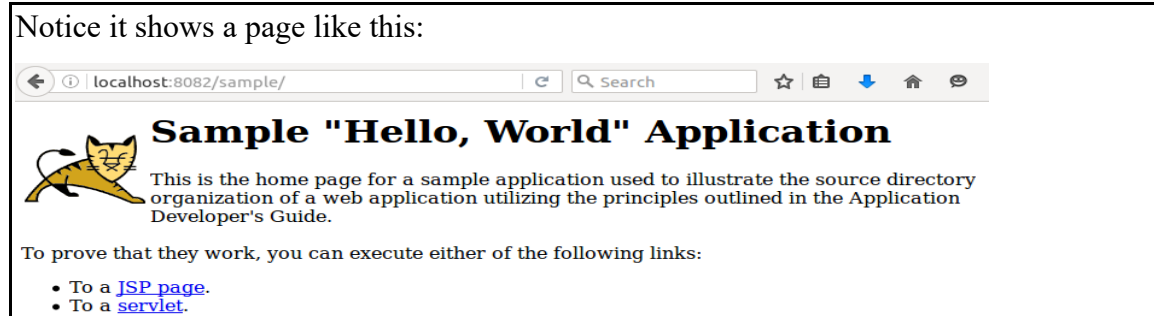 Notice it shows a page like this:
localhost:8082/sample/
Search
Sample "Hello, World" Application
This is the home page for a sample application used to illustrate the source directory
organization of a web application utilizing the principles outlined in the Application
Developer's Guide.
To prove that they work, you can execute either of the following links:
• To a JSP page.
• To a servlet.